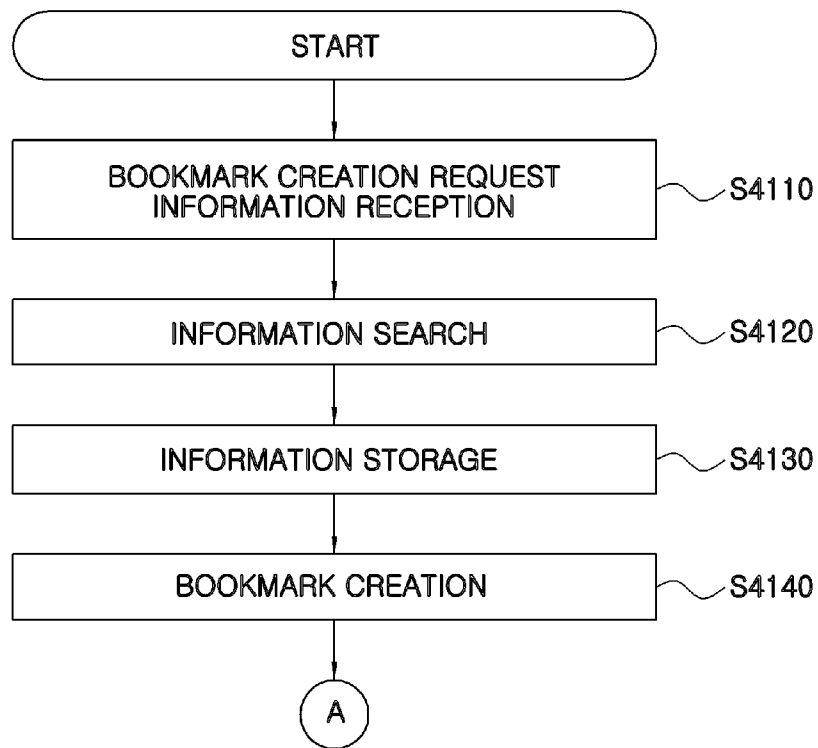 START
BOOKMARK CREATION REQUEST
INFORMATION RECEPTION
S4110
INFORMATION SEARCH
S4120
INFORMATION STORAGE
S4130
BOOKMARK CREATION
S4140
A